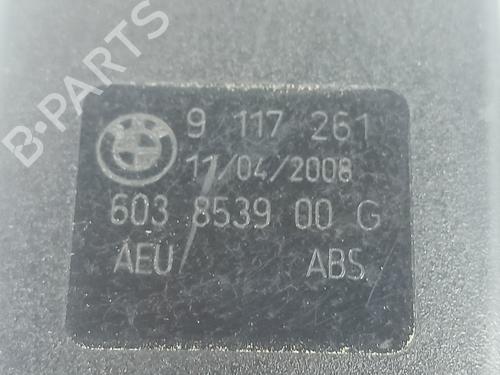 B-PARTS
9 117 261
11/04/2008
603 8539 00 G
AEU ABS